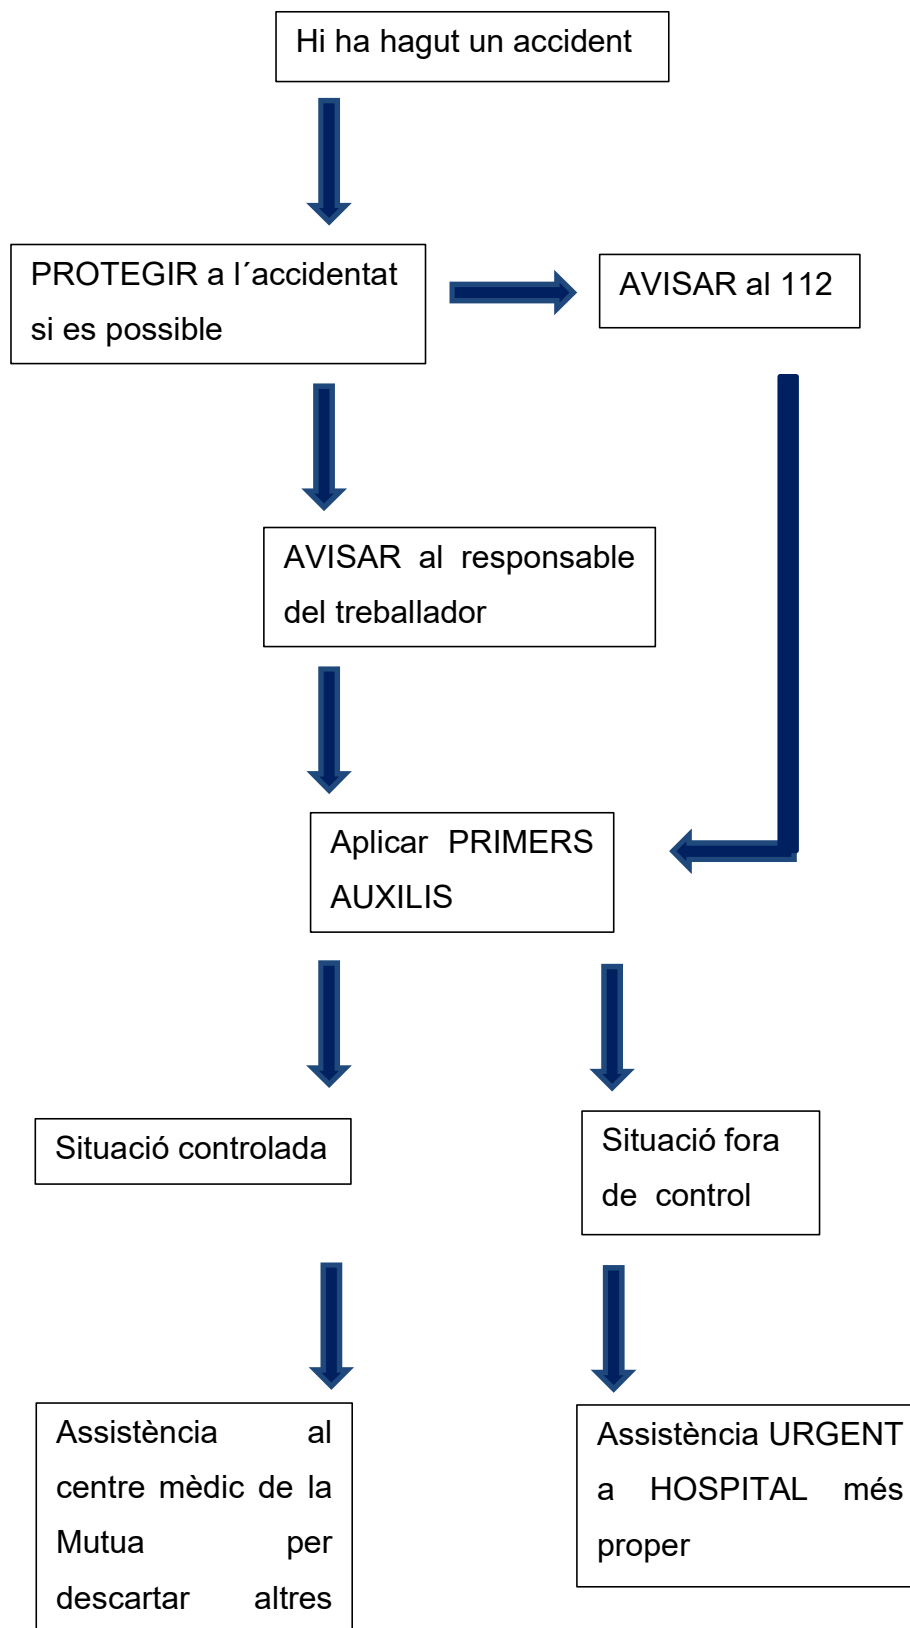 Hi ha hagut un accident
PROTEGIR a l´accidentat
si es possible
AVISAR al 112
AVISAR al responsable
del treballador
Aplicar PRIMERS
AUXILIS
Situació controlada
Situació fora
de control
Assistència al
centre mèdic de la
Mutua per
descartar altres
Assistència URGENT
a HOSPITAL més
proper